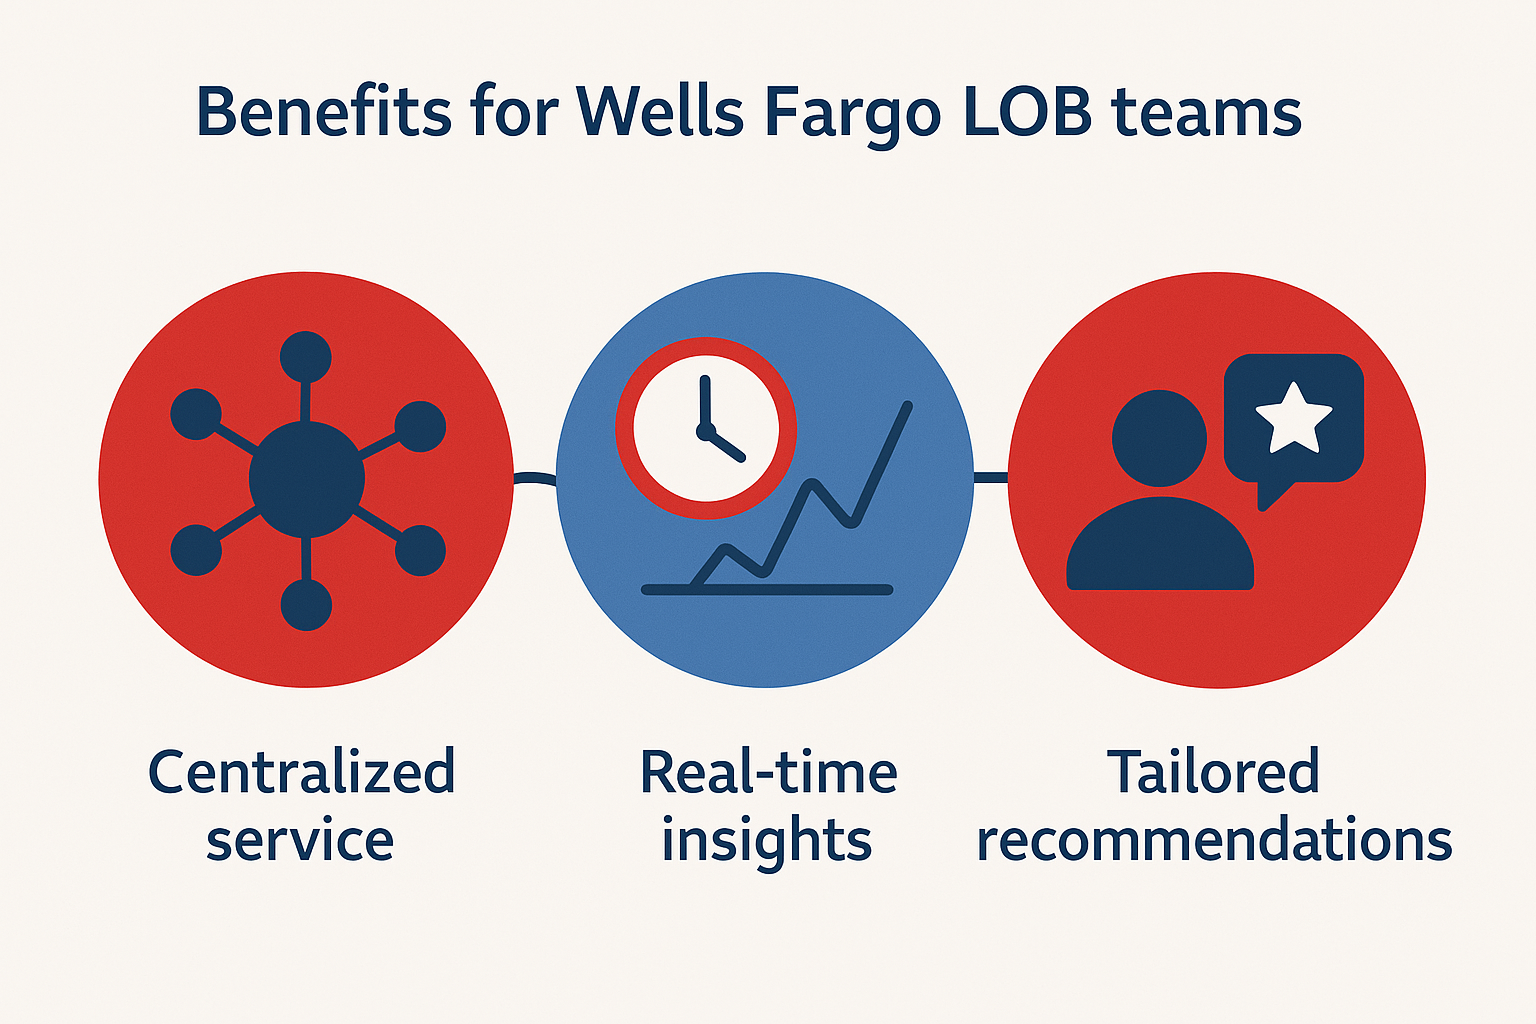 Benefits for Wells Fargo LOB teams
Centralized
service
Real-time
insights
Tailored
recommendations